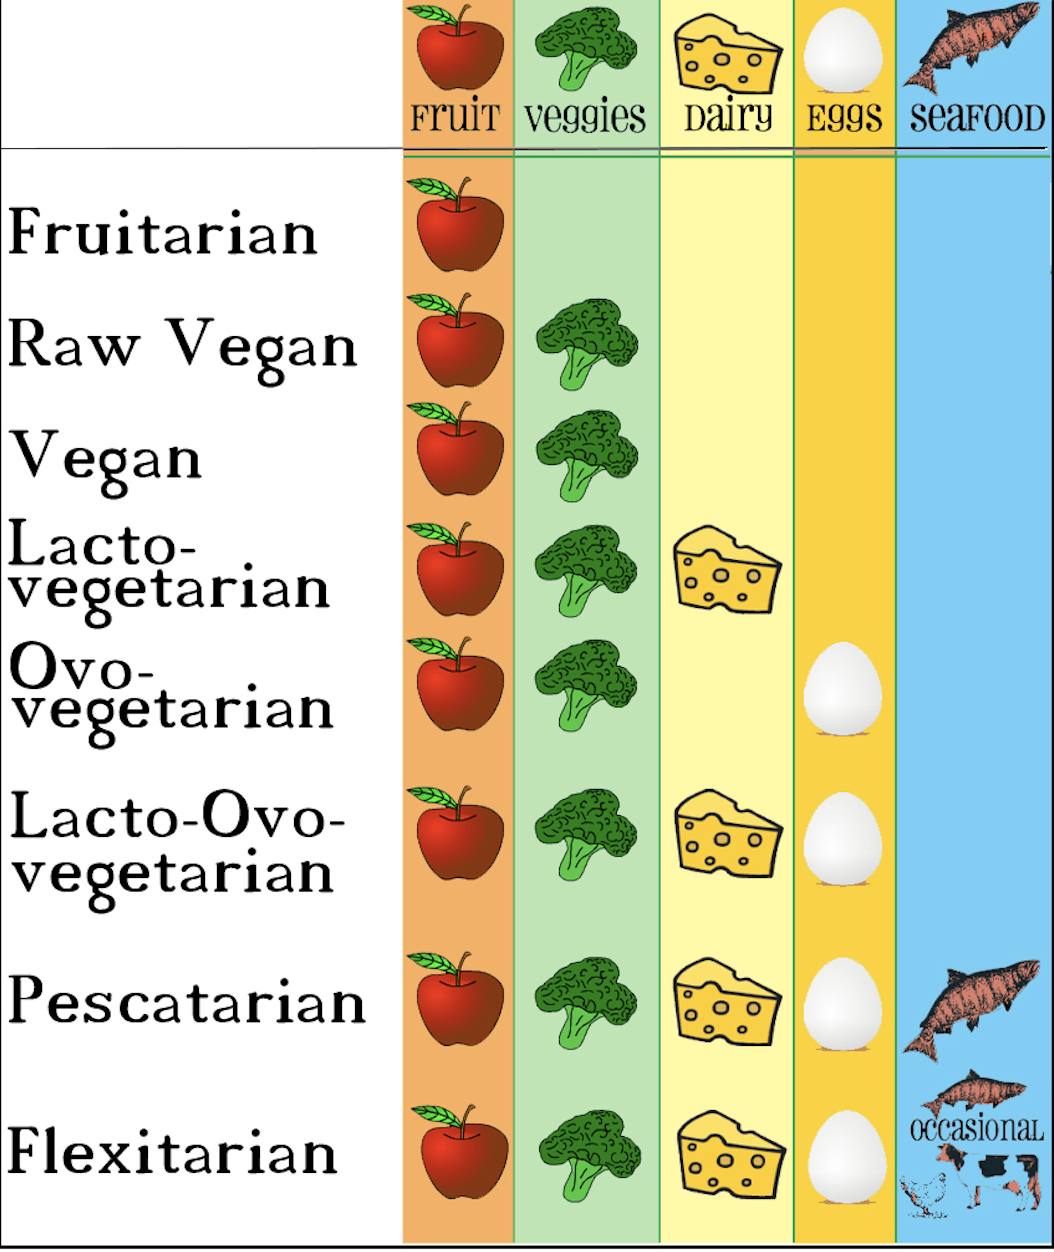 Fruit Veggies Dairy Eggs Seafood
Fruitarian
Raw Vegan
Vegan
Lacto-
vegetarian
Ovo-
vegetarian
Lacto-Ovo-
vegetarian
Pescatarian
Occasional
Flexitarian